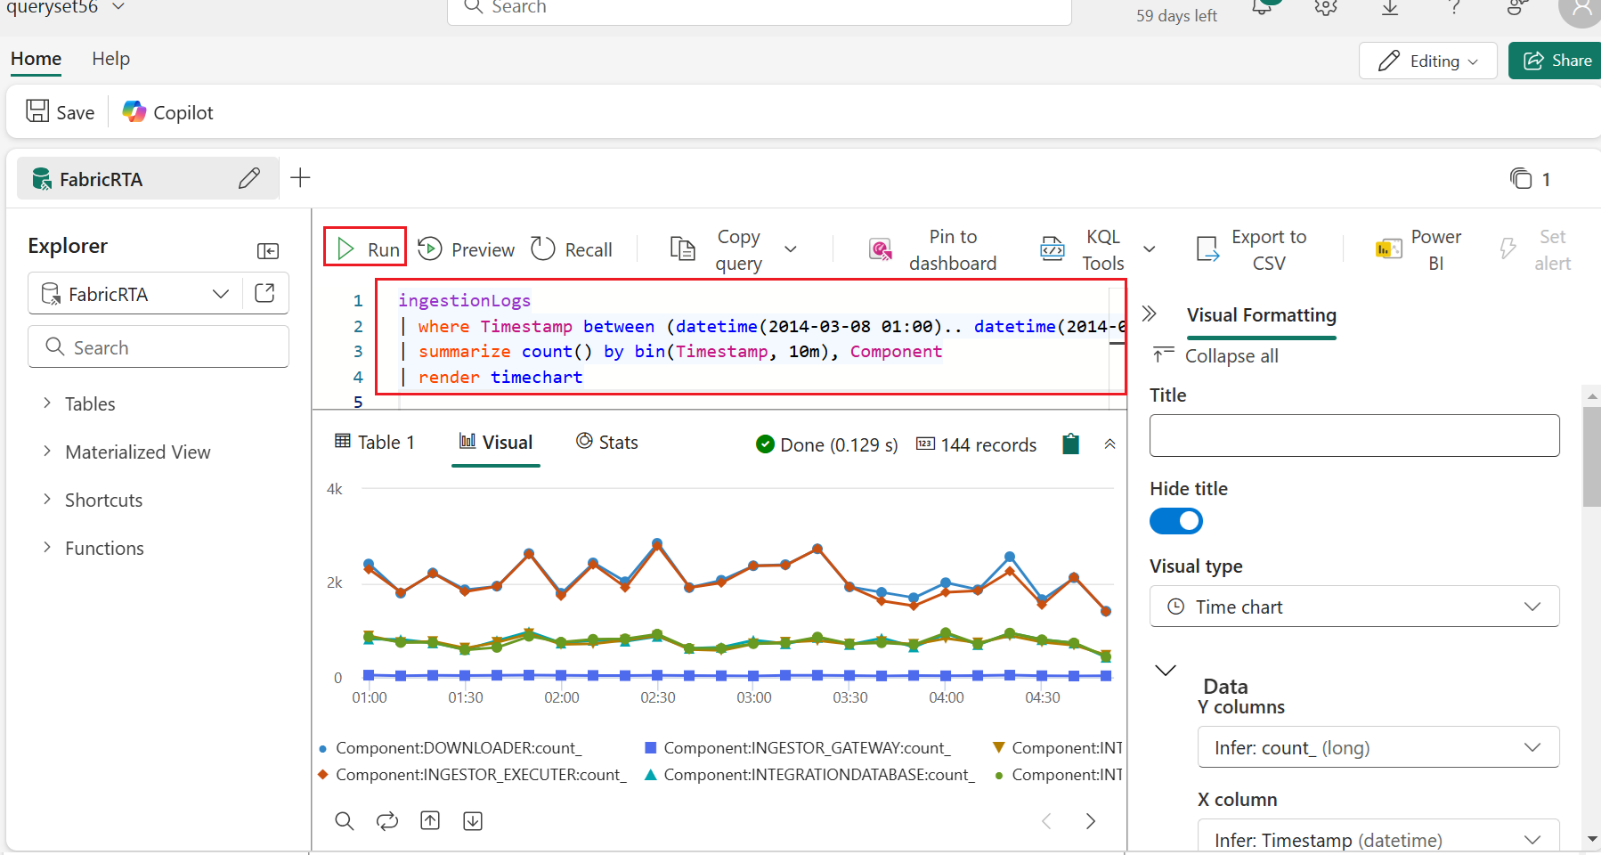 queryset56
Search
59 days left
Home
Help
Editing
Share
Save
Copilot
FabricRTA
1
Explorer
FabricRTA
Search
Tables
Materialized View
Shortcuts
Functions
Run
Preview
Recall
Copy
query
Pin to
dashboard
KQL
Tools
Export to
CSV
Power
BI
Set
alert
1 ingestionLogs
2 | where Timestamp between (datetime(2014-03-08 01:00).. datetime(2014-0
3 | summarize count() by bin(Timestamp, 10m), Component
4 | render timechart
5
Table 1
Visual
Stats
Done (0.129 s)
123
144 records
4k
2k
0
01:00 01:30 02:00 02:30 03:00 03:30 04:00 04:30
Component:DOWNLOADER:count_
Component:INGESTOR_GATEWAY:count_
Component:INT
Component:INGESTOR_EXECUTER:count_
Component:INTEGRATIONDATABASE:count_
Component:INT
Visual Formatting
Collapse all
Title
Hide title
Visual type
Time chart
Data
Y columns
Infer: count_ (long)
X column
Infer: Timestamp (datetime)